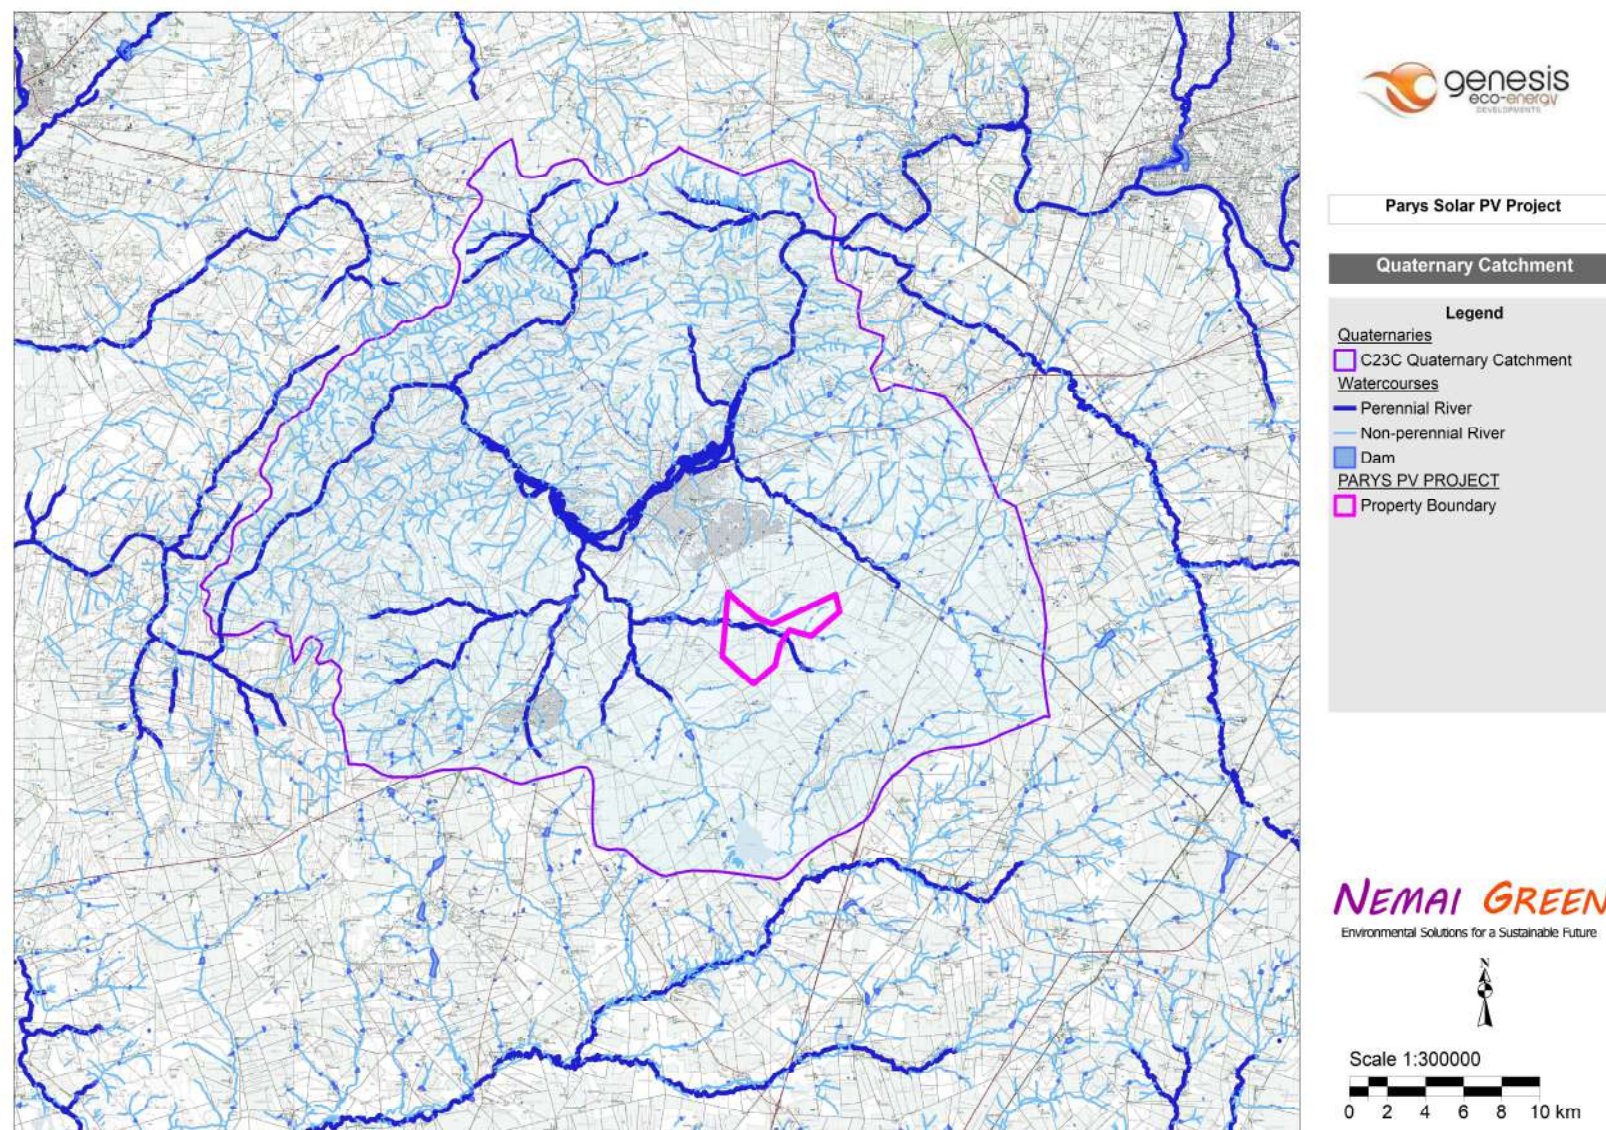 genesis
eco-energy
DEVELOPMENTS
Parys Solar PV Project
Quaternary Catchment
Legend
Quaternaries
C23C Quaternary Catchment
Watercourses
Perennial River
Non-perennial River
Dam
PARYS PV PROJECT
Property Boundary
NEMAI GREEN
Environmental Solutions for a Sustainable Future
N
Scale 1:300000
0 2 4 6 8 10 km